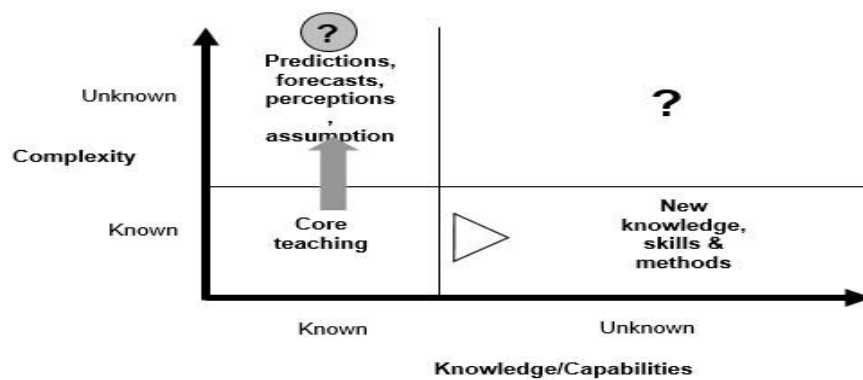 ?
Predictions,
forecasts,
perceptions
,
assumption
Unknown
?
Complexity
Known
Core
teaching
New
knowledge,
skills &
methods
Known
Unknown
Knowledge/Capabilities